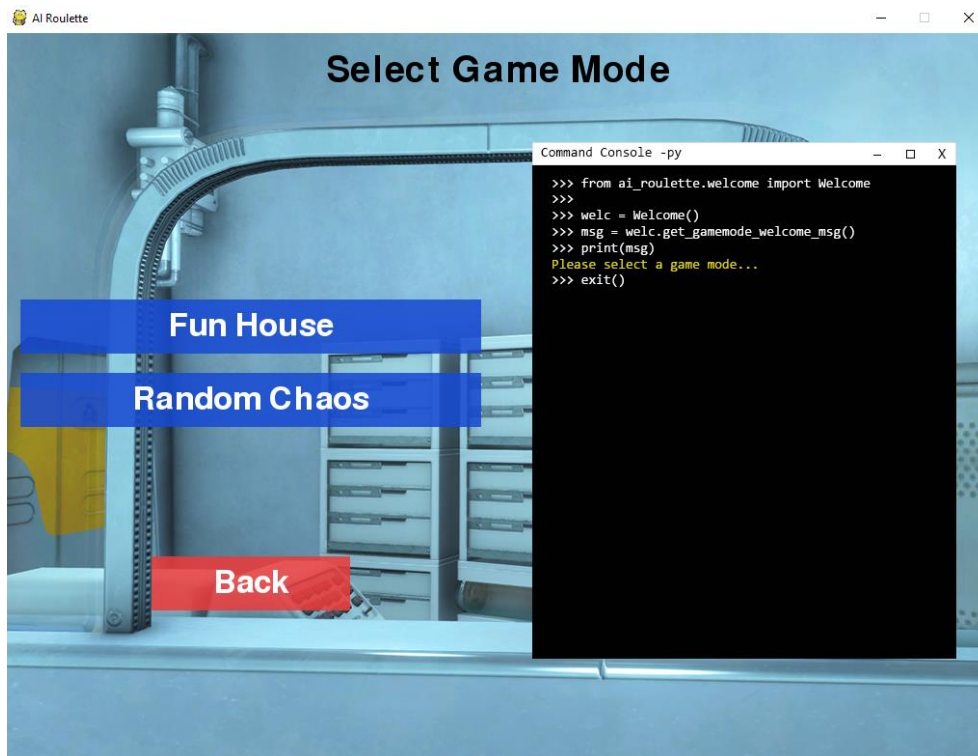 AI Roulette
Select Game Mode
Fun House
Random Chaos
Back
Command Console -py
>>> from ai_roulette.welcome import Welcome
>>>
>>> welc = Welcome()
>>> msg = welc.get_gamemode_welcome_msg()
>>> print(msg)
Please select a game mode...
>>> exit()